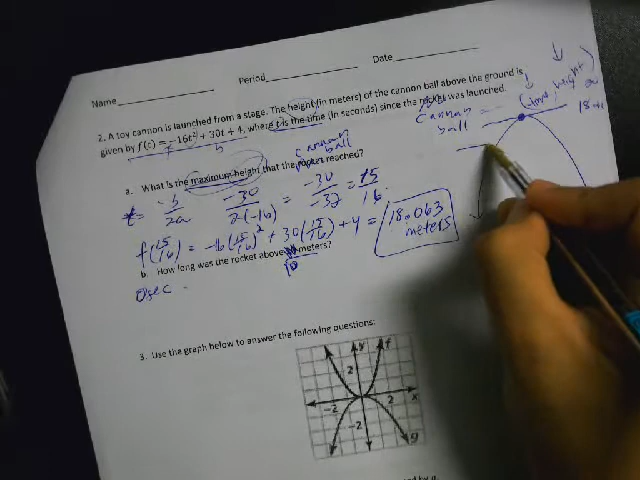 Name
Period
Date
2. A toy cannon is launched from a stage. The height (in meters) of the cannon ball above the ground is
given by f(t) = -16t² + 30t + 4, where t is the time (in seconds) since the rocket was launched.
b
cannon ball
(time, height)
18
cannon ball
a. What is the maximum height that the rocket reached?
t = -b/2a -30/2(-16) = -30/-32 = 15/16
f(15/16) = -16(15/16)² + 30(15/16) + 4 = 18.063 meters
b. How long was the rocket above meters?
10
0 sec
3. Use the graph below to answer the following questions:
y
f
2
-2
2
x
-2
g